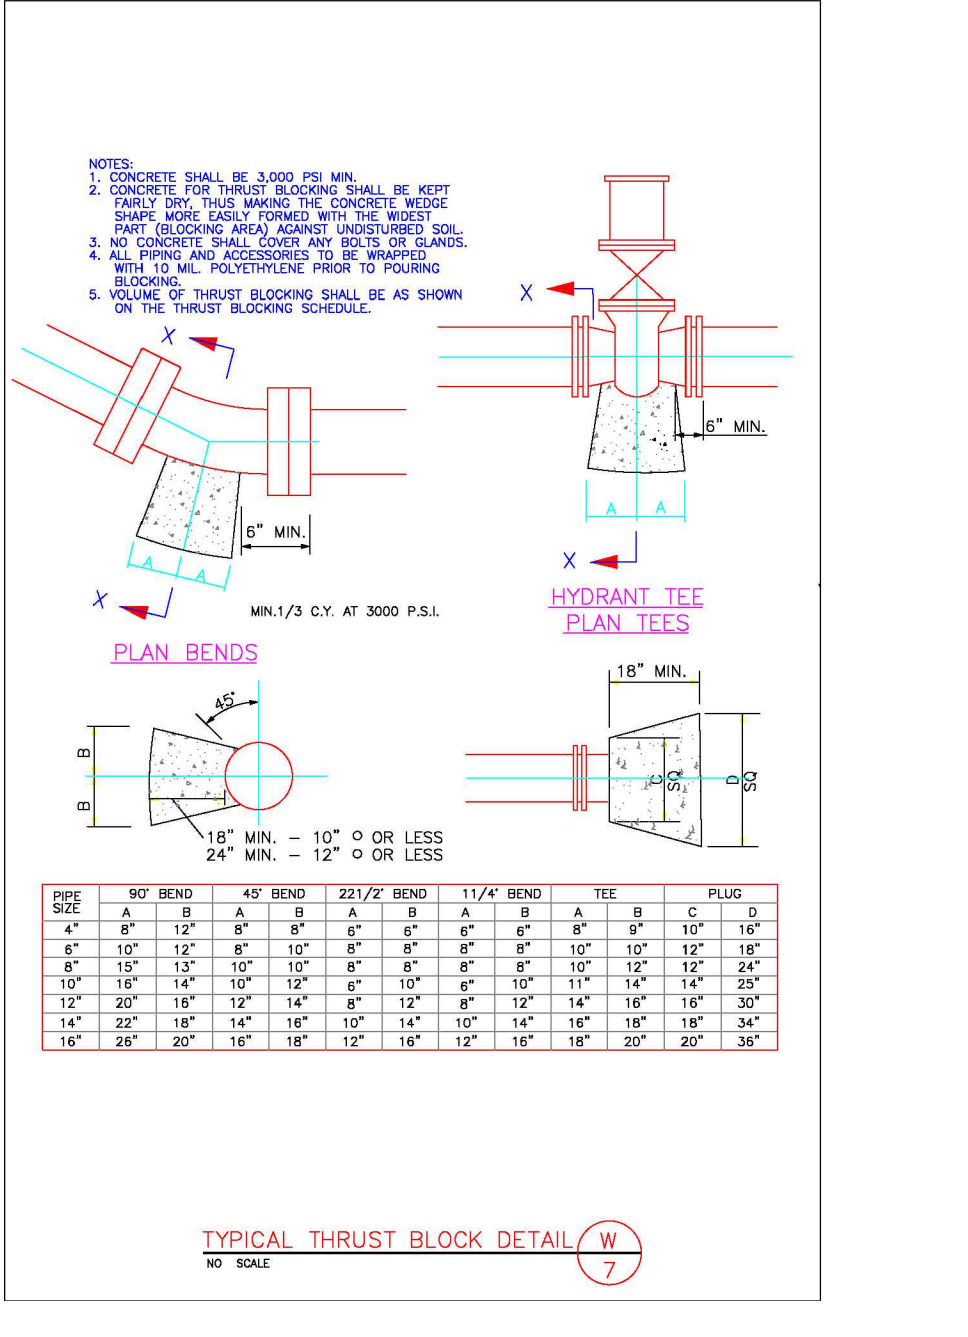 NOTES:
1. CONCRETE SHALL BE 3,000 PSI MIN.
2. CONCRETE FOR THRUST BLOCKING SHALL BE KEPT
FAIRLY DRY, THUS MAKING THE CONCRETE WEDGE
SHAPE MORE EASILY FORMED WITH THE WIDEST
PART (BLOCKING AREA) AGAINST UNDISTURBED SOIL.
3. NO CONCRETE SHALL COVER ANY BOLTS OR GLANDS.
4. ALL PIPING AND ACCESSORIES TO BE WRAPPED
WITH 10 MIL. POLYETHYLENE PRIOR TO POURING
BLOCKING.
5. VOLUME OF THRUST BLOCKING SHALL BE AS SHOWN
ON THE THRUST BLOCKING SCHEDULE.
X
X
6" MIN.
A
A
6" MIN.
A
A
X
X
MIN.1/3 C.Y. AT 3000 P.S.I.
HYDRANT TEE
PLAN TEES
PLAN BENDS
45°
B
B
18" MIN. – 10" O OR LESS
24" MIN. – 12" O OR LESS
18" MIN.
C
SQ
D
SQ
PIPE SIZE 90° BEND 45° BEND 221/2° BEND 11/4° BEND TEE PLUG
A B A B A B A B A B C D
4" 8" 12" 8" 8" 6" 6" 6" 6" 8" 9" 10" 16"
6" 10" 12" 8" 10" 8" 8" 8" 8" 10" 10" 12" 18"
8" 15" 13" 10" 10" 8" 8" 8" 8" 10" 12" 12" 24"
10" 16" 14" 10" 12" 6" 10" 6" 10" 11" 14" 14" 25"
12" 20" 16" 12" 14" 8" 12" 8" 12" 14" 16" 16" 30"
14" 22" 18" 14" 16" 10" 14" 10" 14" 16" 18" 18" 34"
16" 26" 20" 16" 18" 12" 16" 12" 16" 18" 20" 20" 36"
TYPICAL THRUST BLOCK DETAIL
NO SCALE
W
7